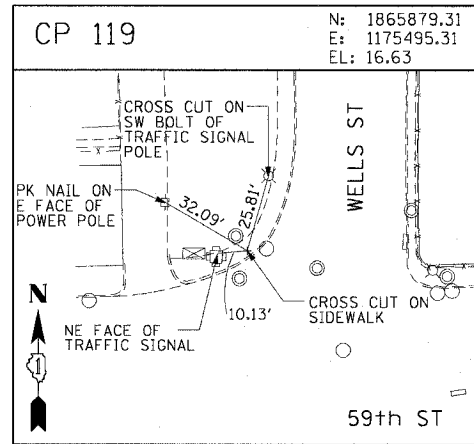 CP 119
N: 1865879.31
E: 1175495.31
EL: 16.63
CROSS CUT ON
SW BOLT OF
TRAFFIC SIGNAL
POLE
WELLS ST
PK NAIL ON
E FACE OF
POWER POLE
32.09'
25.81'
N
1
10.13'
CROSS CUT ON
SIDEWALK
NE FACE OF
TRAFFIC SIGNAL
59th ST